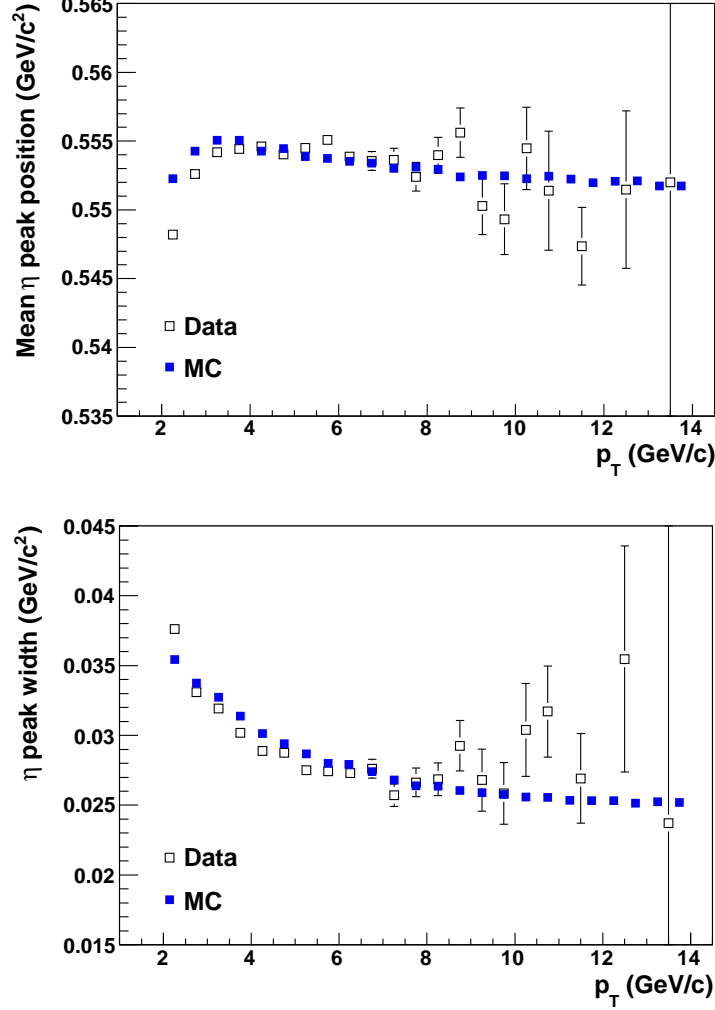 Mean η peak position (GeV/c²)
0.565
0.56
0.555
0.55
0.545
0.54
0.535
Data
MC
2 4 6 8 10 12 14
p_T (GeV/c)
η peak width (GeV/c²)
0.045
0.04
0.035
0.03
0.025
0.02
0.015
Data
MC
2 4 6 8 10 12 14
p_T (GeV/c)